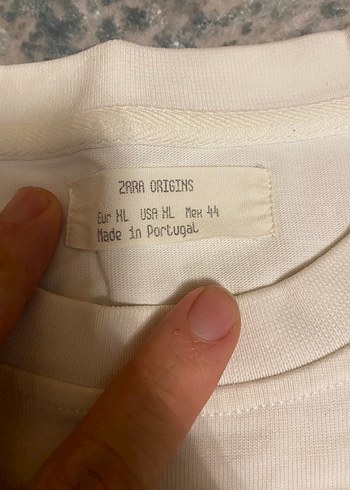 ZARA ORIGINS
Eur XL USA XL Mex 44
Made in Portugal